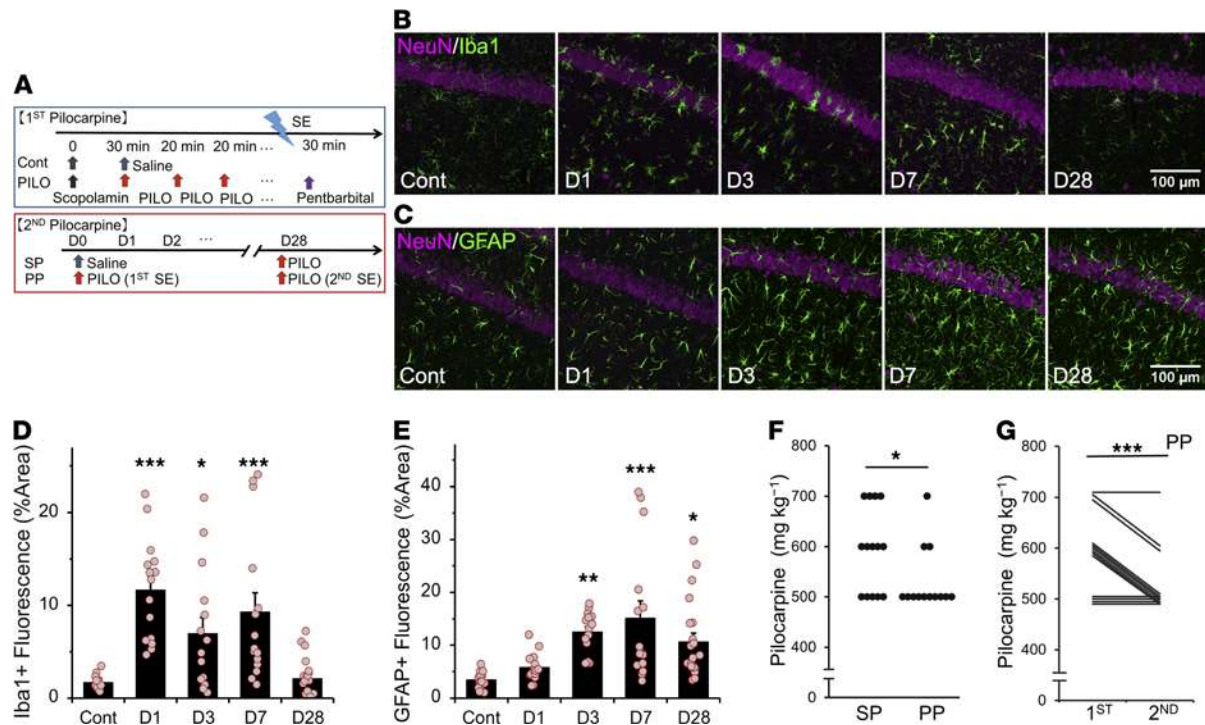 A
【1ST Pilocarpine】
SE
0 30 min 20 min 20 min … 30 min
Cont Saline
PILO …
Scopolamin PILO PILO PILO Pentbarbital
【2ND Pilocarpine】
D0 D1 D2 … D28
SP Saline PILO
PP PILO (1ST SE) PILO (2ND SE)
B
NeuN/Iba1
Cont D1 D3 D7 D28
100 µm
C
NeuN/GFAP
Cont D1 D3 D7 D28
100 µm
D
Iba1+ Fluorescence (%Area)
20
10
0
*** * ***
Cont D1 D3 D7 D28
E
GFAP+ Fluorescence (%Area)
50
40
30
20
10
0
** *** *
Cont D1 D3 D7 D28
F
Pilocarpine (mg kg⁻¹)
800
700
600
500
400
0
*
SP PP
G
Pilocarpine (mg kg⁻¹)
800
700
600
500
400
0
*** PP
1ST 2ND